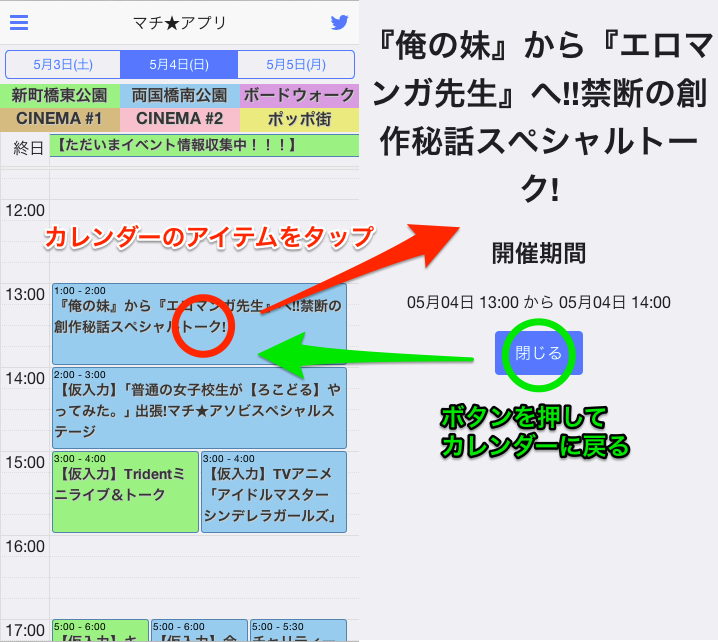 マチ★アプリ
5月3日(土)
5月4日(日)
5月5日(月)
新町橋東公園
両国橋南公園
ボードウォーク
CINEMA #1
CINEMA #2
ポッポ街
終日
【ただいまイベント情報収集中！！！】
12:00
カレンダーのアイテムをタップ
13:00
1:00 - 2:00
『俺の妹』から『エロマンガ先生』へ!!禁断の
創作秘話スペシャルトーク!
14:00
2:00 - 3:00
【仮入力】「普通の女子校生が【ろこどる】や
ってみた。」出張!マチ★アソビスペシャルス
テージ
15:00
3:00 - 4:00
【仮入力】Tridentミ
ニライブ＆トーク
3:00 - 4:00
【仮入力】TVアニメ
「アイドルマスター
シンデレラガールズ」
16:00
17:00
5:00 - 6:00
【仮入力】キ
5:00 - 6:00
【仮入力】合
5:00 - 5:30
チャリティー
『俺の妹』から『エロマ
ンガ先生』へ!!禁断の創
作秘話スペシャルトー
ク!
開催期間
05月04日 13:00 から 05月04日 14:00
閉じる
ボタンを押して
カレンダーに戻る